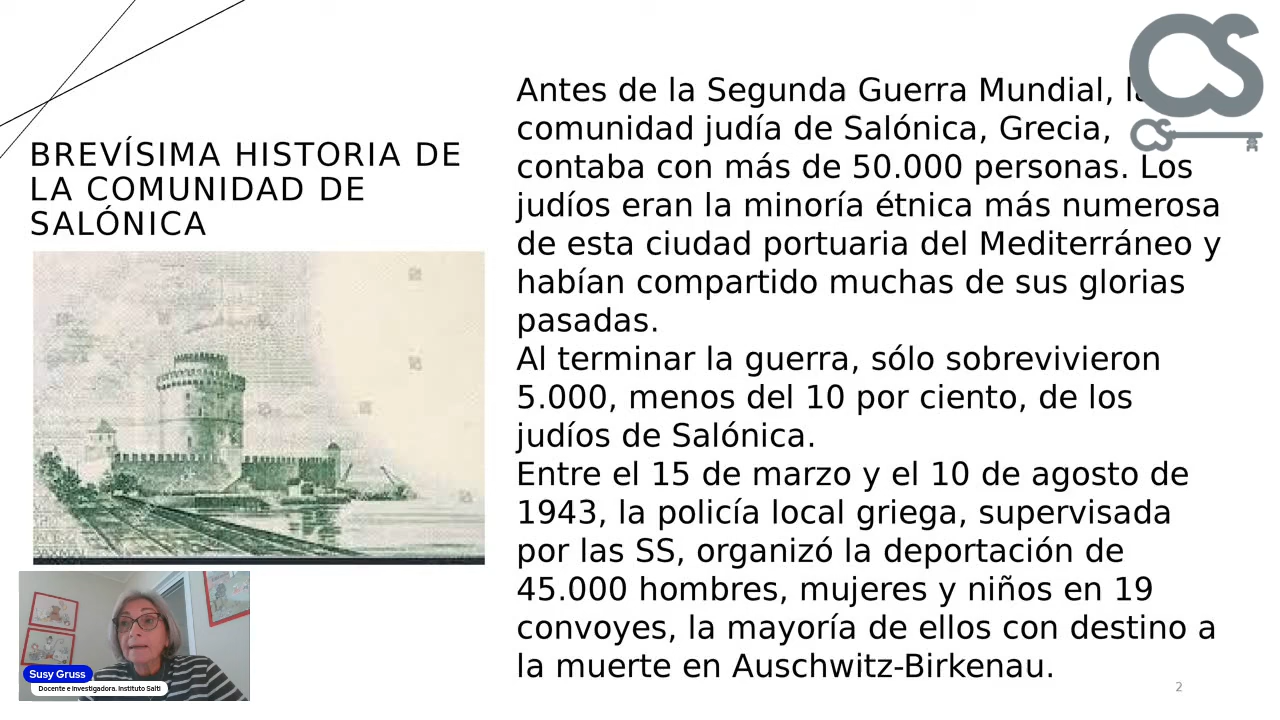 BREVÍSIMA HISTORIA DE
LA COMUNIDAD DE
SALÓNICA
Antes de la Segunda Guerra Mundial, la
comunidad judía de Salónica, Grecia,
contaba con más de 50.000 personas. Los
judíos eran la minoría étnica más numerosa
de esta ciudad portuaria del Mediterráneo y
habían compartido muchas de sus glorias
pasadas.
Al terminar la guerra, sólo sobrevivieron
5.000, menos del 10 por ciento, de los
judíos de Salónica.
Entre el 15 de marzo y el 10 de agosto de
1943, la policía local griega, supervisada
por las SS, organizó la deportación de
45.000 hombres, mujeres y niños en 19
convoyes, la mayoría de ellos con destino a
la muerte en Auschwitz-Birkenau.
CS
CS
Susy Gruss
Docente e investigadora. Instituto Salti
2